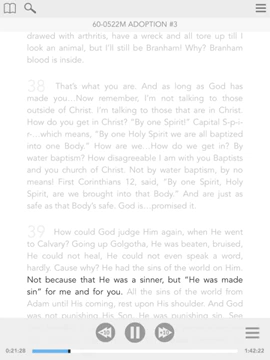 60-0522M ADOPTION #3
drawed with arthritis, have a wreck and all tore up till I
look an animal, but I'll still be Branham! Why? Branham
blood is inside.
38 That's what you are. And as long as God has
made you…Now remember, I'm not talking to those
outside of Christ: I'm talking to those that are in Christ.
How do you get in Christ? "By one Spirit!" Capital S-p-i-
r-…which means, "By one Holy Spirit we are all baptized
into one Body." How are we…How do we get in? By
water baptism? How disagreeable I am with you Baptists
and you church of Christ. Not by water baptism, by no
means! First Corinthians 12, said, "By one Spirit, Holy
Spirit, are we brought into that Body." And are just as
safe as that Body's safe. God is…promised it.
39 How could God judge Him again, when He went
to Calvary? Going up Golgotha, He was beaten, bruised,
He could not heal, He could not even speak a word,
hardly. Cause why? He had the sins of the world on Him.
Not because that He was a sinner, but "He was made
sin" for me and for you. All the sins of the world from
Adam until His coming, rest upon His shoulder. And God
was not punishing His Son, He was punishing sin. See
0:21:28 1:42:22